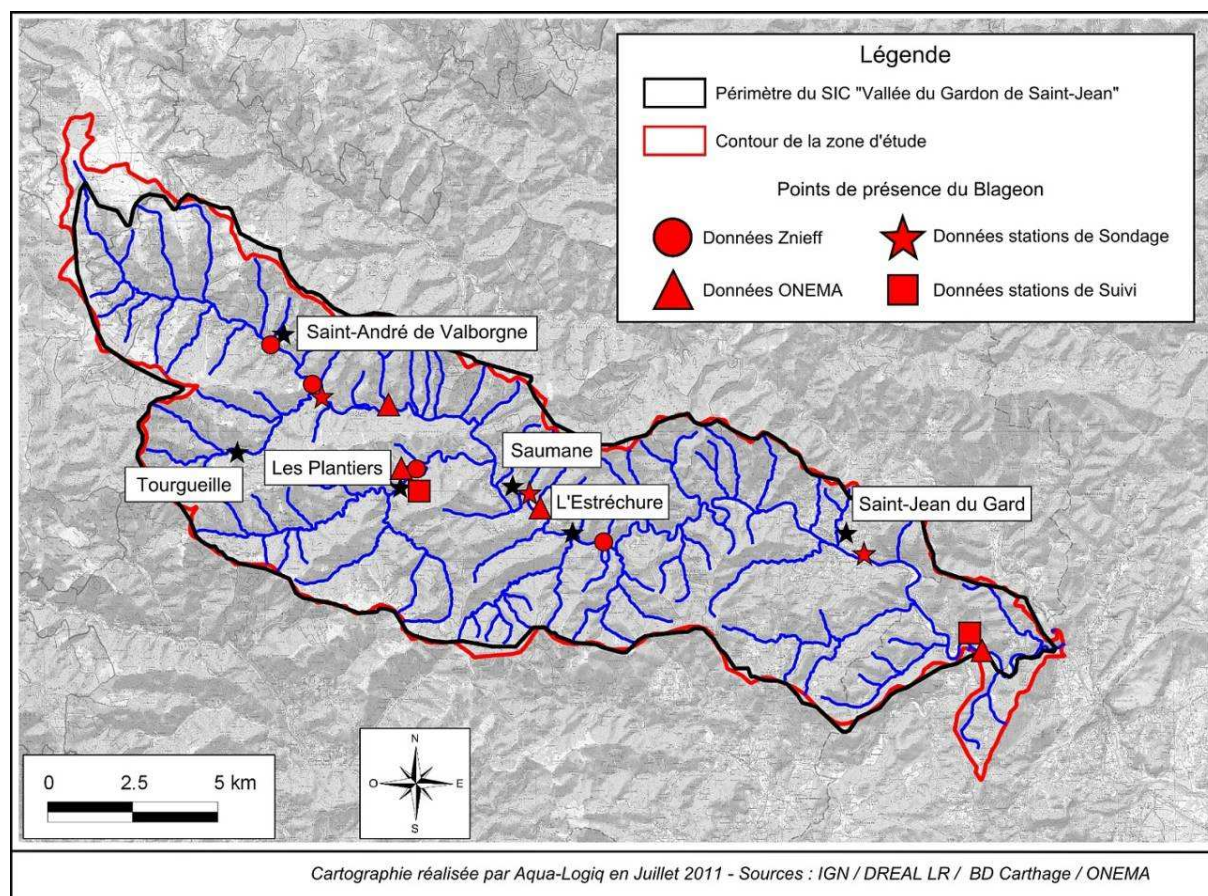 Légende
Périmètre du SIC "Vallée du Gardon de Saint-Jean"
Contour de la zone d'étude
Points de présence du Blageon
Données Znieff
Données stations de Sondage
Données ONEMA
Données stations de Suivi
Saint-André de Valborgne
Saumane
Les Plantiers
Tourgueille
L'Estréchure
Saint-Jean du Gard
0 2.5 5 km
N
O E
S
Cartographie réalisée par Aqua-Logiq en Juillet 2011 - Sources : IGN / DREAL LR / BD Carthage / ONEMA